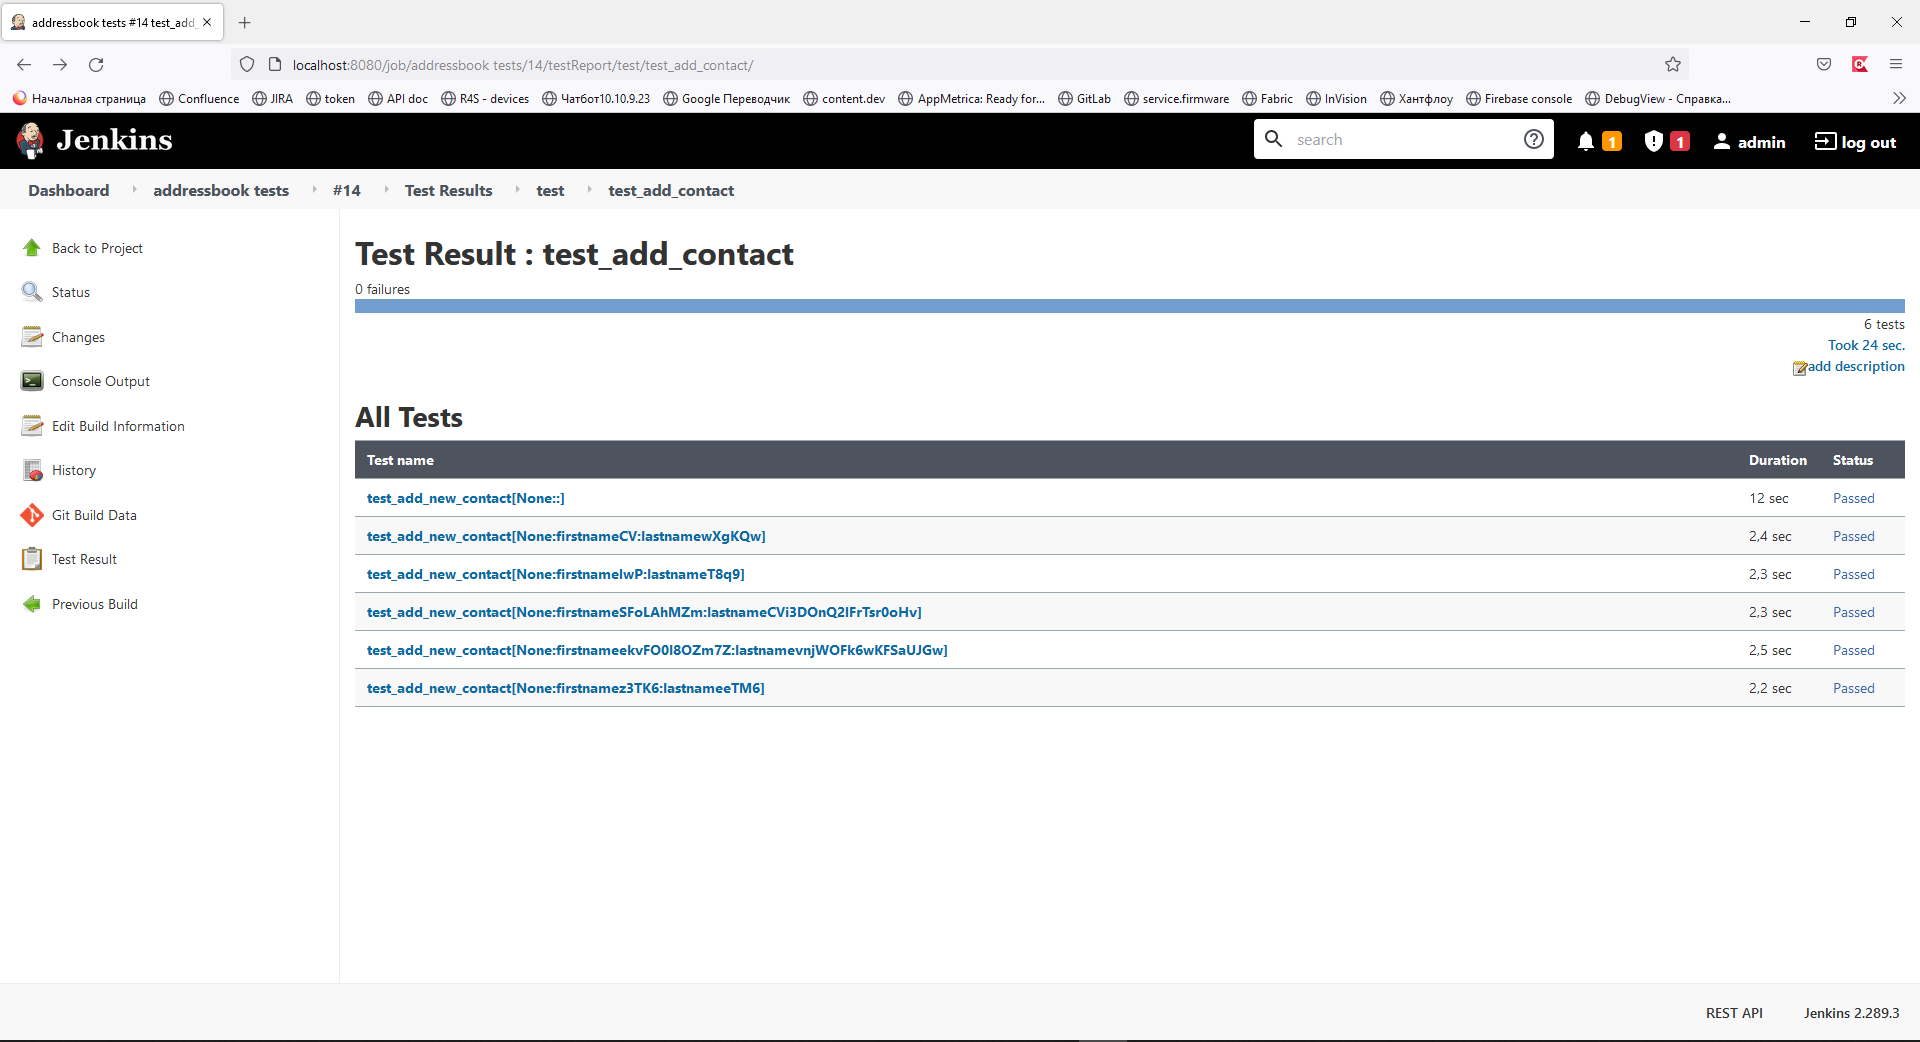 addressbook tests #14 test_add_
localhost:8080/job/addressbook tests/14/testReport/test/test_add_contact/
Начальная страница Confluence JIRA token API doc R4S - devices Чатбот10.10.9.23 Google Переводчик content.dev AppMetrica: Ready for... GitLab service.firmware Fabric InVision Хантфлоу Firebase console DebugView - Справка...
Jenkins search 1 1 admin log out
Dashboard addressbook tests #14 Test Results test test_add_contact
Back to Project
Status
Changes
Console Output
Edit Build Information
History
Git Build Data
Test Result
Previous Build
Test Result : test_add_contact
0 failures
6 tests
Took 24 sec.
add description
All Tests
Test name Duration Status
test_add_new_contact[None::] 12 sec Passed
test_add_new_contact[None:firstnameCV:lastnamewXgKQw] 2,4 sec Passed
test_add_new_contact[None:firstnamelwP:lastnameT8q9] 2,3 sec Passed
test_add_new_contact[None:firstnameSFoLAhMZm:lastnameCVi3DOnQ2lFrTsr0oHv] 2,3 sec Passed
test_add_new_contact[None:firstnameekvFO0l8OZm7Z:lastnamevnjWOFk6wKFSaUJGw] 2,5 sec Passed
test_add_new_contact[None:firstnamez3TK6:lastnameeTM6] 2,2 sec Passed
REST API Jenkins 2.289.3